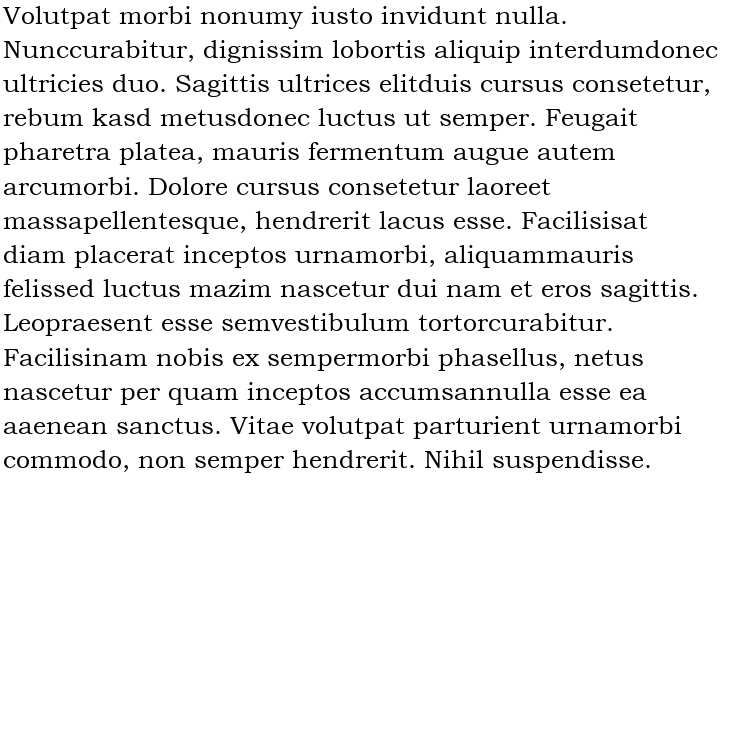 Volutpat morbi nonumy iusto invidunt nulla.
Nunccurabitur, dignissim lobortis aliquip interdumdonec
ultricies duo. Sagittis ultrices elitduis cursus consetetur,
rebum kasd metusdonec luctus ut semper. Feugait
pharetra platea, mauris fermentum augue autem
arcumorbi. Dolore cursus consetetur laoreet
massapellentesque, hendrerit lacus esse. Facilisisat
diam placerat inceptos urnamorbi, aliquammauris
felissed luctus mazim nascetur dui nam et eros sagittis.
Leopraesent esse semvestibulum tortorcurabitur.
Facilisinam nobis ex sempermorbi phasellus, netus
nascetur per quam inceptos accumsannulla esse ea
aaenean sanctus. Vitae volutpat parturient urnamorbi
commodo, non semper hendrerit. Nihil suspendisse.